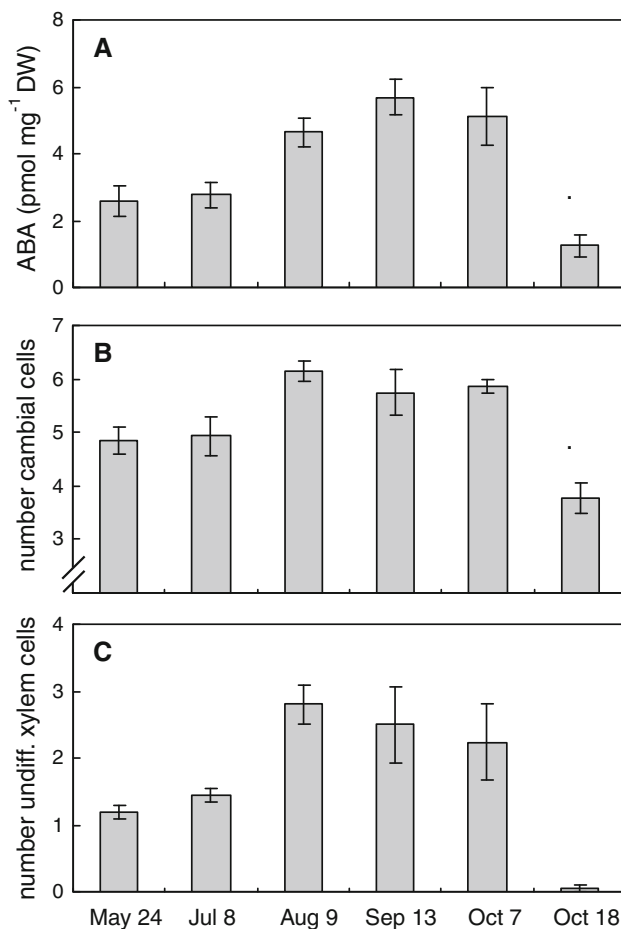 A
ABA (pmol mg⁻¹ DW)
8
6
4
2
0
B
number cambial cells
7
6
5
4
3
C
number undiff. xylem cells
4
3
2
1
0
May 24 Jul 8 Aug 9 Sep 13 Oct 7 Oct 18